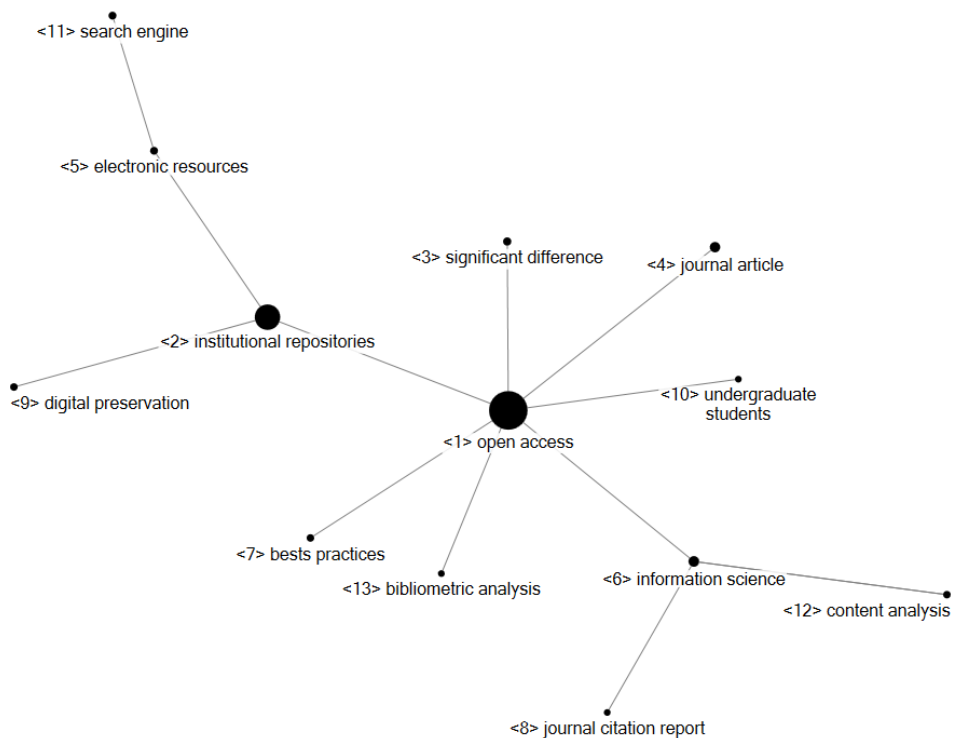 <11> search engine
<5> electronic resources
<3> significant difference
<4> journal article
<2> institutional repositories
<10> undergraduate
students
<9> digital preservation
<1> open access
<7> bests practices
<13> bibliometric analysis
<6> information science
<12> content analysis
<8> journal citation report